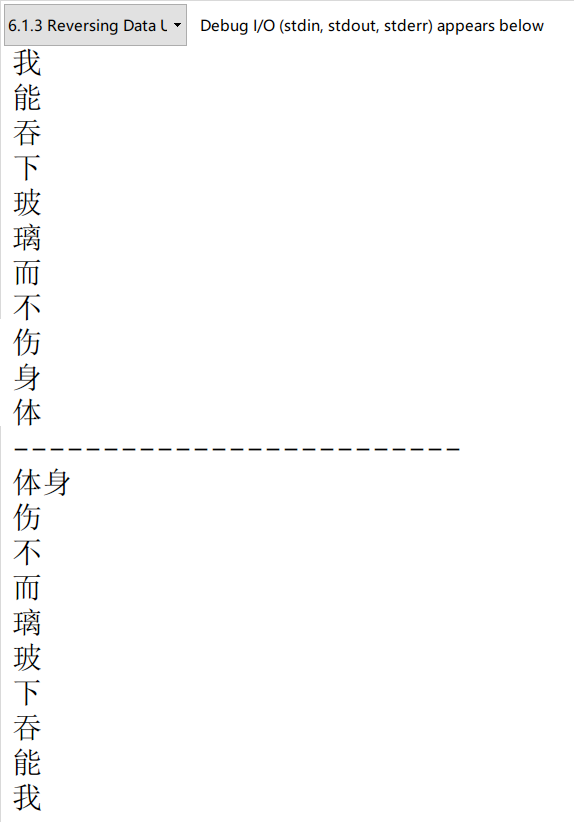 6.1.3 Reversing Data U Debug I/O (stdin, stdout, stderr) appears below
我
能
吞
下
玻
璃
而
不
伤
身
体
-------------------------
体身
伤
不
而
璃
玻
下
吞
能
我